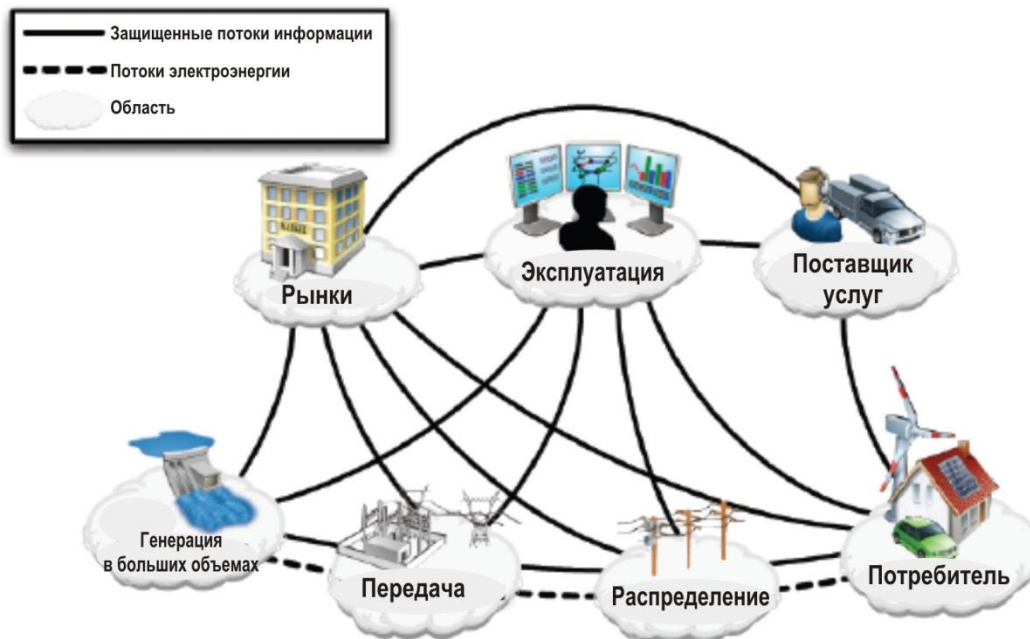 Защищенные потоки информации
Потоки электроэнергии
Область
Рынки
Эксплуатация
Поставщик
услуг
Генерация
в больших объемах
Передача
Распределение
Потребитель